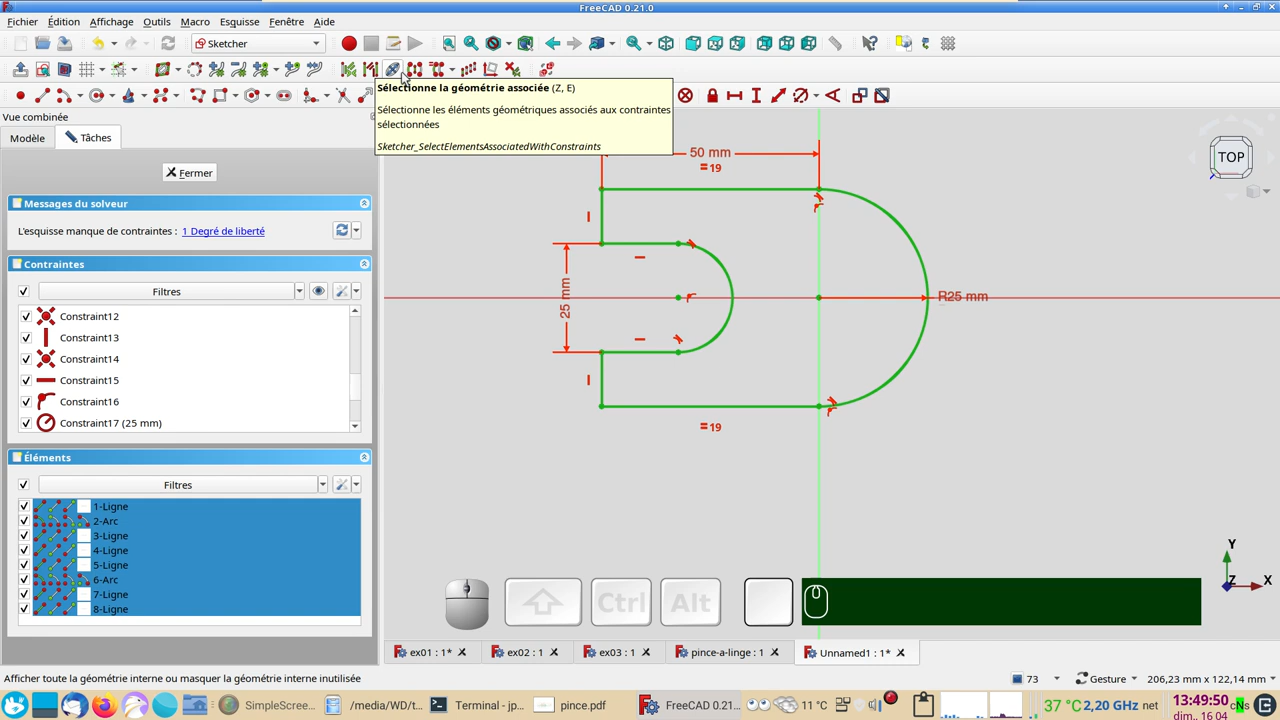 FreeCAD 0.21.0
Fichier Édition Affichage Outils Macro Esquisse Fenêtre Aide
Sketcher
Vue combinée
Modèle Tâches
Sélectionne la géométrie associée (Z, E)
Sélectionne les éléments géométriques associés aux contraintes
sélectionnées
Sketcher_SelectElementsAssociatedWithConstraints
Fermer
Messages du solveur
L'esquisse manque de contraintes : 1 Degré de liberté
Contraintes
Filtres
Constraint12
Constraint13
Constraint14
Constraint15
Constraint16
Constraint17 (25 mm)
Éléments
Filtres
1-Ligne
2-Arc
3-Ligne
4-Ligne
5-Ligne
6-Arc
7-Ligne
8-Ligne
50 mm
19
25 mm
R25 mm
19
TOP
Y
Z
X
Ctrl Alt
ex01 : 1* ex02 : 1 ex03 : 1 pince-a-linge : 1 Unnamed1 : 1*
Afficher toute la géométrie interne ou masquer la géométrie interne inutilisée
73 Gesture 206,23 mm x 122,14 mm
SimpleScree... /media/WD/t... Terminal - jp... pince.pdf FreeCAD 0.21... 11 °C 37 °C 2,20 GHz net 13:49:50
dim., 16 04